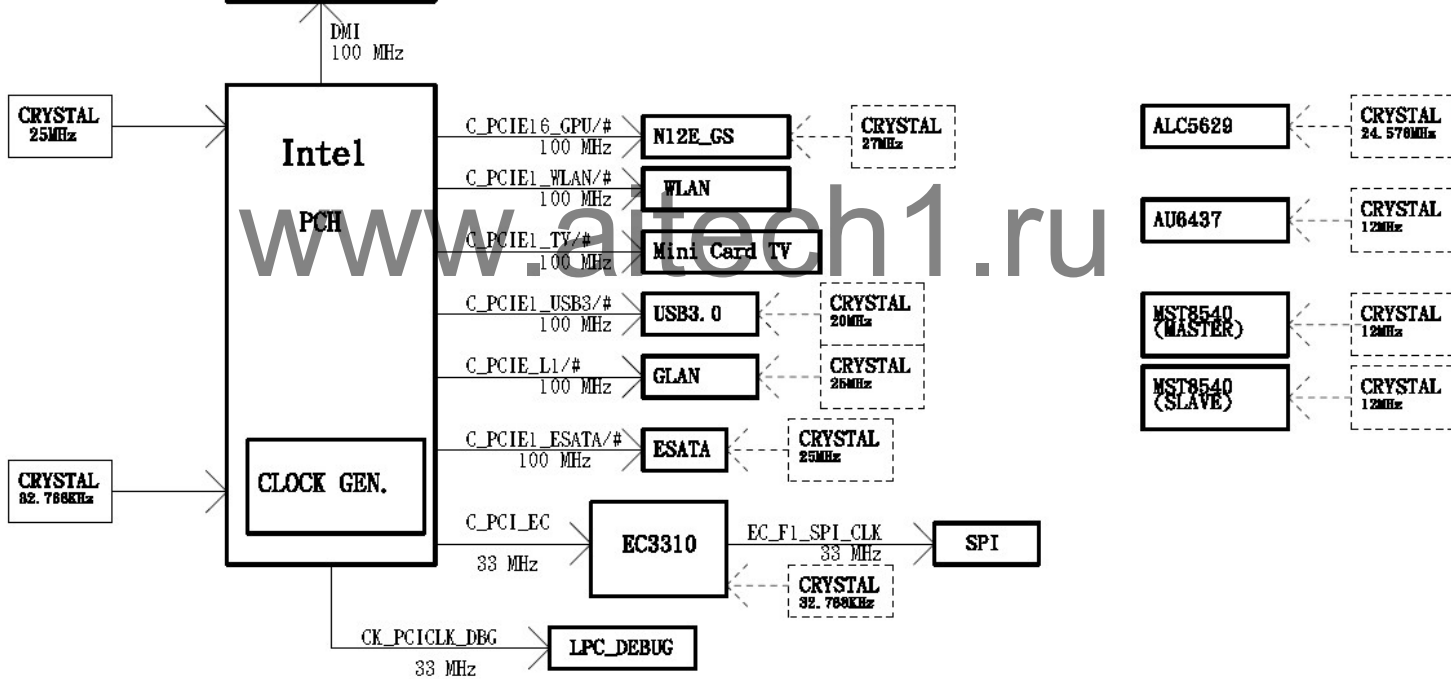 DMI
100 MHz
CRYSTAL
25MHz
Intel
PCH
CLOCK GEN.
CRYSTAL
32.768KHz
C_PCIE16_GPU/#
100 MHz
N12E_GS
CRYSTAL
27MHz
C_PCIE1_WLAN/#
100 MHz
WLAN
C_PCIE1_TV/#
100 MHz
Mini Card TV
C_PCIE1_USB3/#
100 MHz
USB3.0
CRYSTAL
20MHz
C_PCIE_L1/#
100 MHz
GLAN
CRYSTAL
25MHz
C_PCIE1_ESATA/#
100 MHz
ESATA
CRYSTAL
25MHz
C_PCI_EC
33 MHz
EC3310
EC_F1_SPI_CLK
33 MHz
SPI
CRYSTAL
32.768KHz
CK_PCICLK_DBG
33 MHz
LPC_DEBUG
ALC5629
CRYSTAL
24.576MHz
AU6437
CRYSTAL
12MHz
MST8540
(MASTER)
CRYSTAL
12MHz
MST8540
(SLAVE)
CRYSTAL
12MHz
www.aitech1.ru